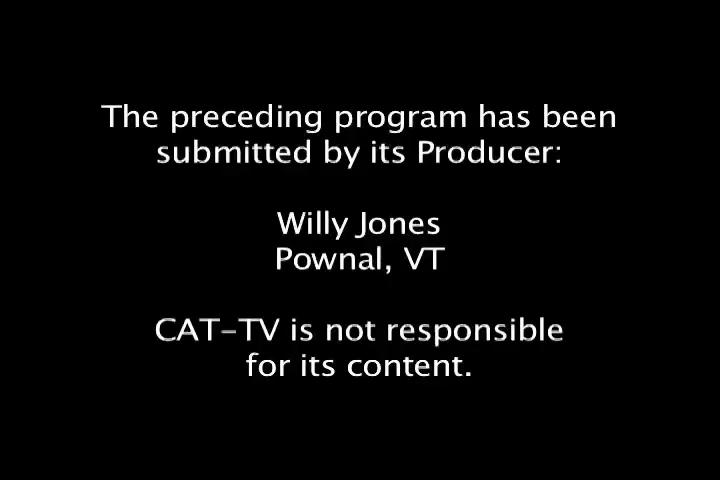 The preceding program has been
submitted by its Producer:
Willy Jones
Pownal, VT
CAT-TV is not responsible
for its content.